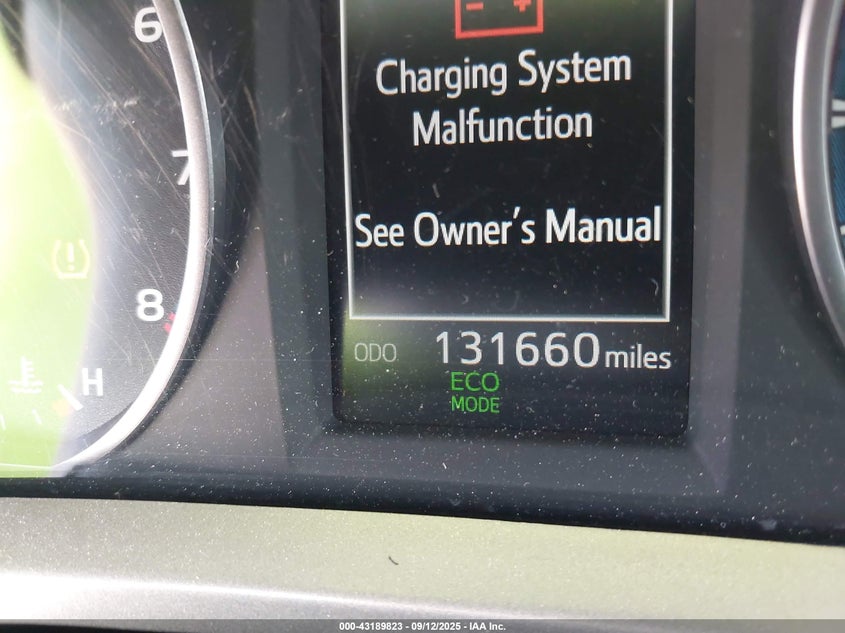 6
7
8
H
- +
Charging System
Malfunction
See Owner's Manual
ODO 131660 miles
ECO
MODE
000-43189823 - 09/12/2025 - IAA Inc.